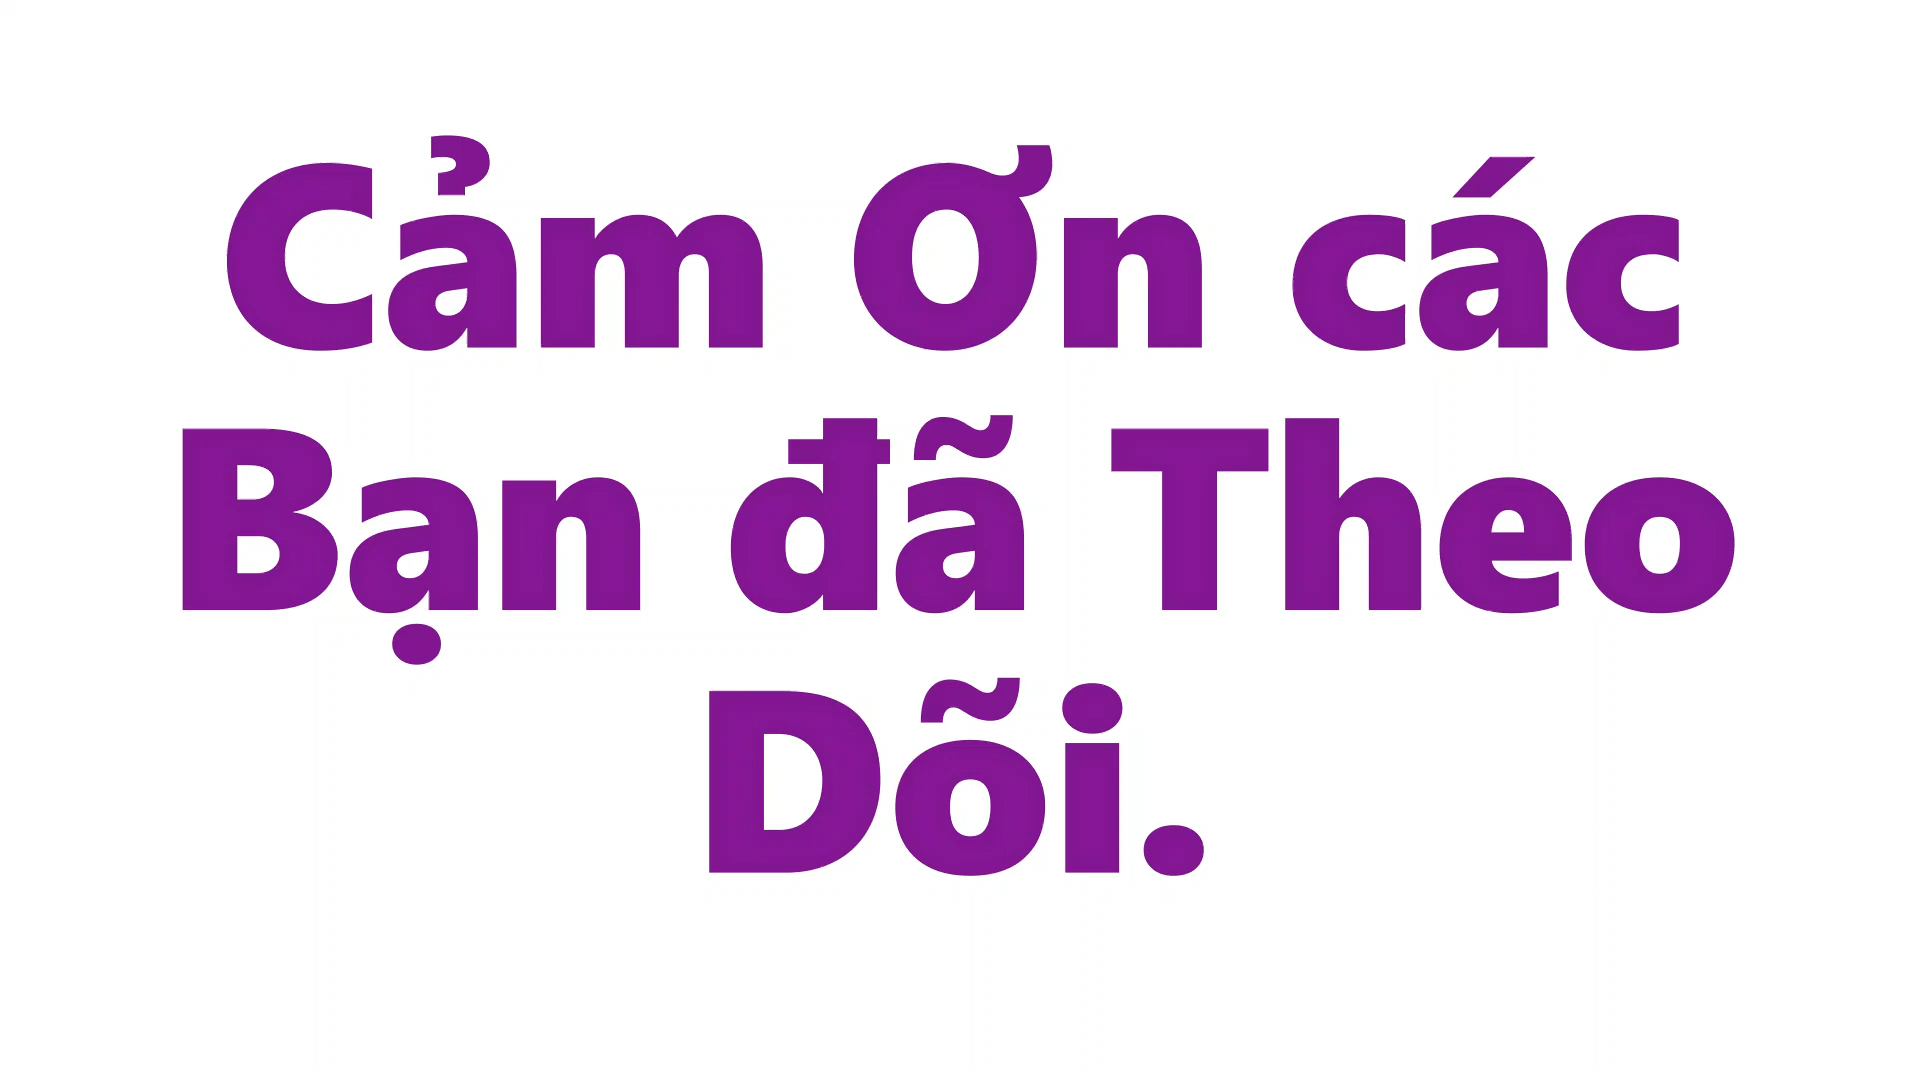 Cảm Ơn các
Bạn đã Theo
Dõi.